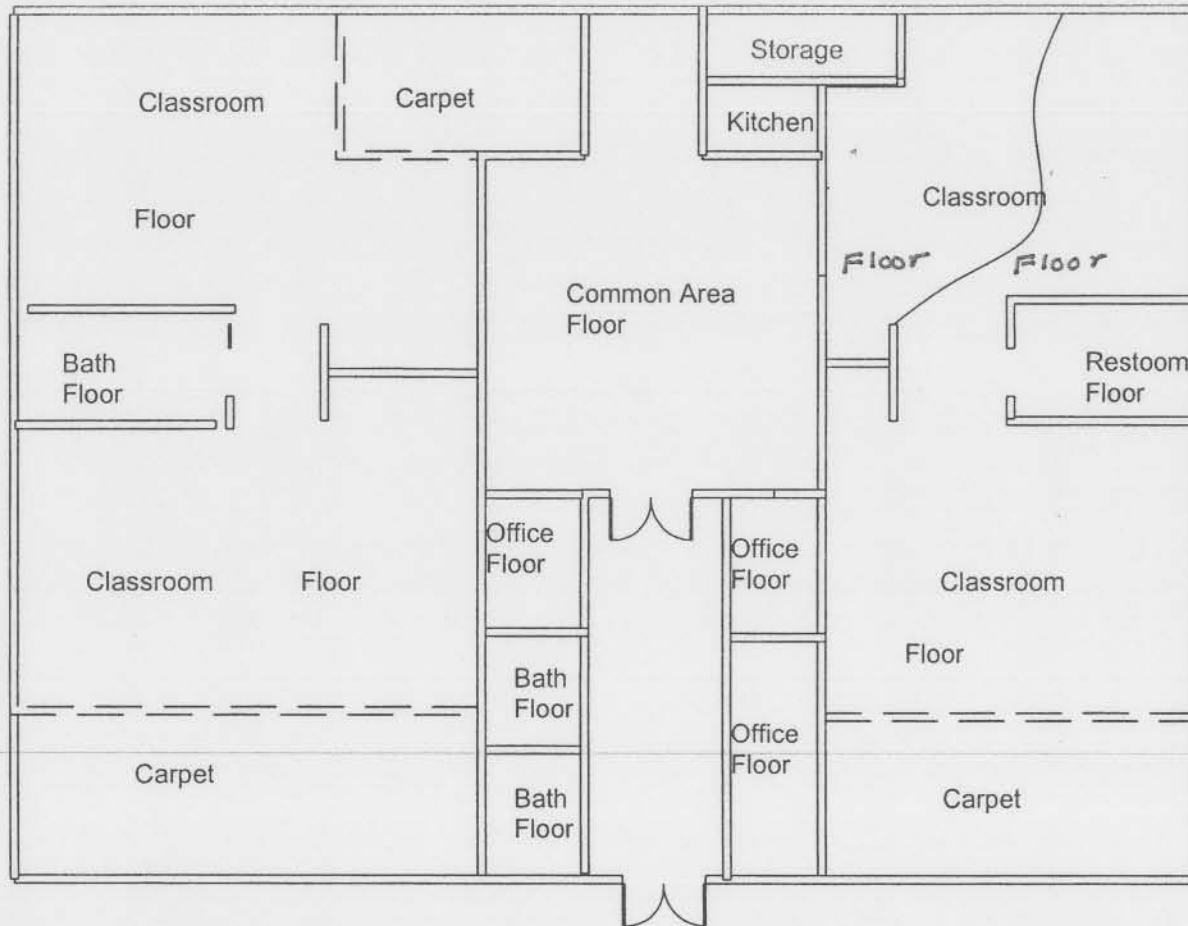 Storage
Classroom
Carpet
Kitchen
Classroom
Floor
Floor
Floor
Common Area
Floor
Bath
Floor
Restoom
Floor
Office
Floor
Office
Floor
Classroom
Floor
Classroom
Floor
Bath
Floor
Office
Floor
Carpet
Bath
Floor
Carpet